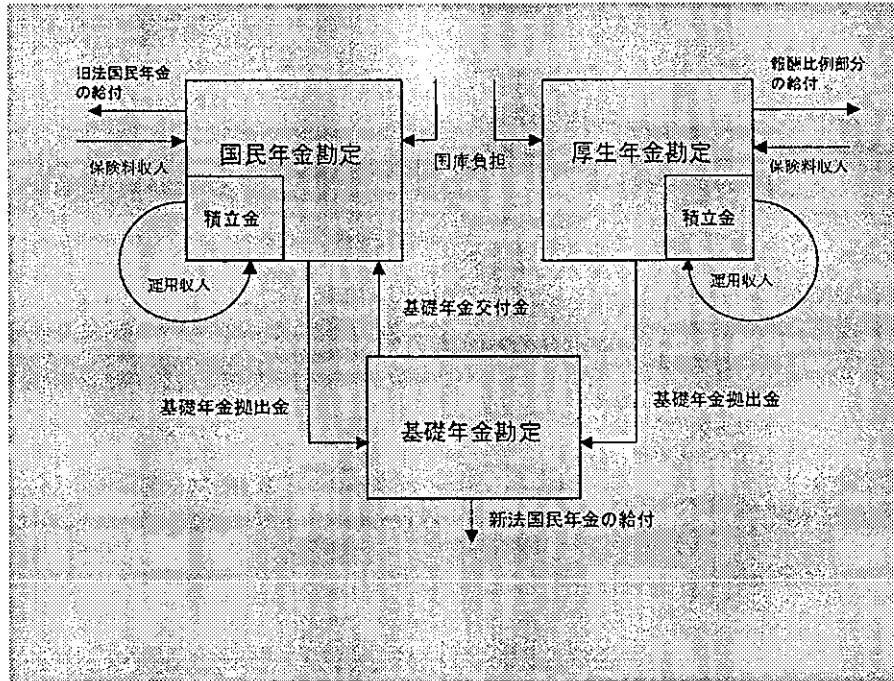 旧法国民年金
の給付
報酬比例部分
の給付
国民年金勘定
国庫負担
厚生年金勘定
保険料収入
保険料収入
積立金
積立金
運用収入
運用収入
基礎年金交付金
基礎年金拠出金
基礎年金拠出金
基礎年金勘定
新法国民年金の給付